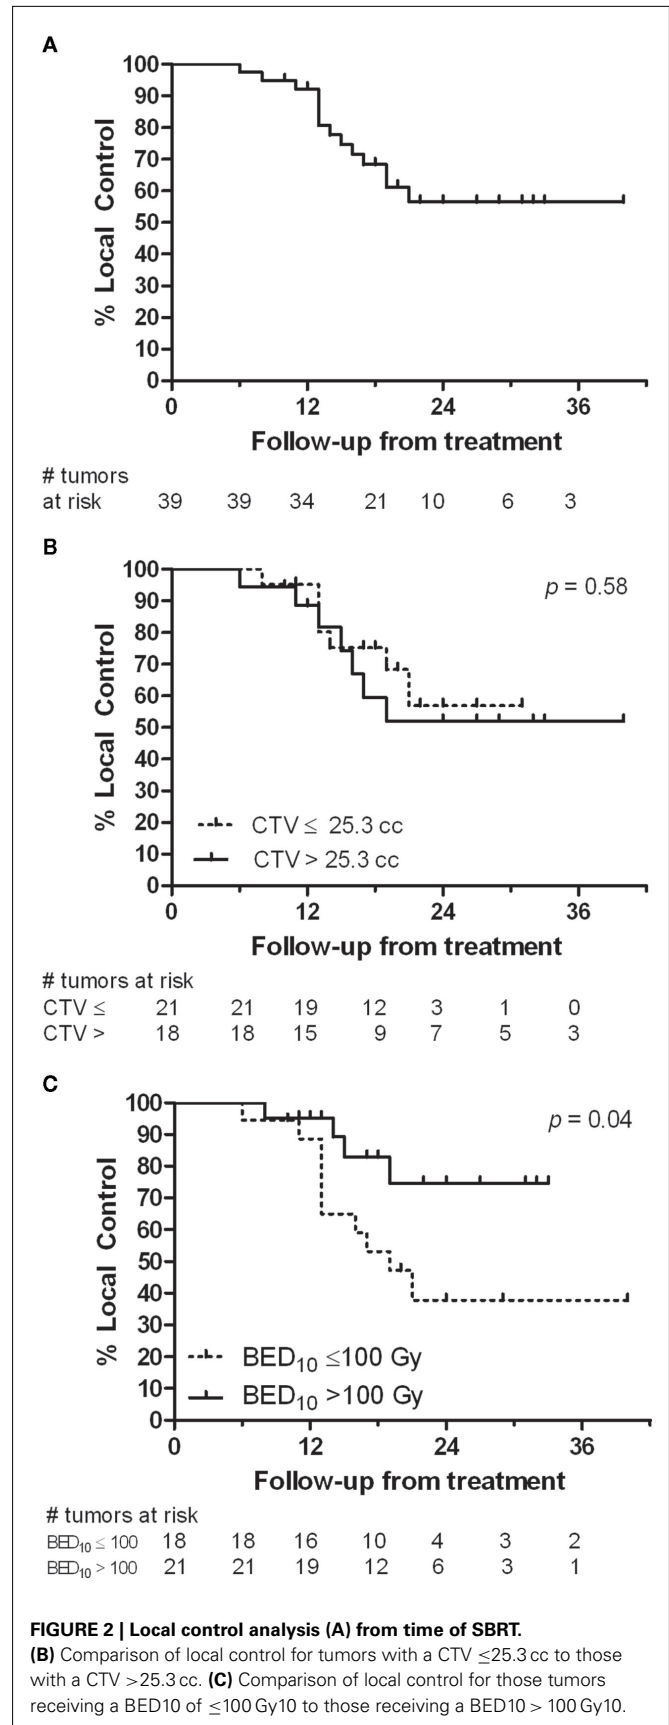 A
100
90
80
70
60
50
40
30
20
10
0
% Local Control
0 12 24 36
Follow-up from treatment
# tumors
at risk 39 39 34 21 10 6 3
B
100
90
80
70
60
50
40
30
20
10
0
% Local Control
p = 0.58
CTV ≤ 25.3 cc
CTV > 25.3 cc
0 12 24 36
Follow-up from treatment
# tumors at risk
CTV ≤ 21 21 19 12 3 1 0
CTV > 18 18 15 9 7 5 3
C
100
90
80
70
60
50
40
30
20
10
0
% Local Control
p = 0.04
BED10 ≤100 Gy
BED10 >100 Gy
0 12 24 36
Follow-up from treatment
# tumors at risk
BED10 ≤ 100 18 18 16 10 4 3 2
BED10 > 100 21 21 19 12 6 3 1
FIGURE 2 | Local control analysis (A) from time of SBRT.
(B) Comparison of local control for tumors with a CTV ≤25.3 cc to those
with a CTV >25.3 cc. (C) Comparison of local control for those tumors
receiving a BED10 of ≤100 Gy10 to those receiving a BED10 > 100 Gy10.